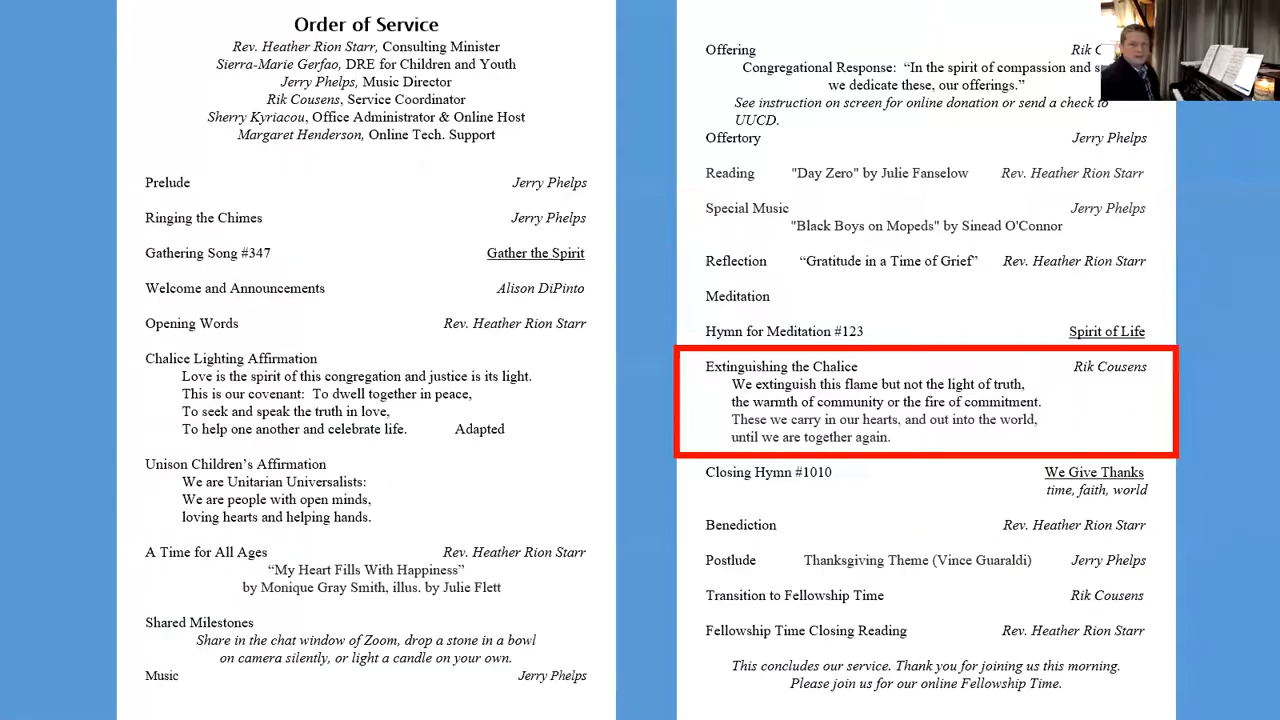 Order of Service
Rev. Heather Rion Starr, Consulting Minister
Sierra-Marie Gerfao, DRE for Children and Youth
Jerry Phelps, Music Director
Rik Cousens, Service Coordinator
Sherry Kyriacou, Office Administrator & Online Host
Margaret Henderson, Online Tech. Support
Prelude Jerry Phelps
Ringing the Chimes Jerry Phelps
Gathering Song #347 Gather the Spirit
Welcome and Announcements Alison DiPinto
Opening Words Rev. Heather Rion Starr
Chalice Lighting Affirmation
Love is the spirit of this congregation and justice is its light.
This is our covenant: To dwell together in peace,
To seek and speak the truth in love,
To help one another and celebrate life. Adapted
Unison Children's Affirmation
We are Unitarian Universalists:
We are people with open minds,
loving hearts and helping hands.
A Time for All Ages Rev. Heather Rion Starr
“My Heart Fills With Happiness”
by Monique Gray Smith, illus. by Julie Flett
Shared Milestones
Share in the chat window of Zoom, drop a stone in a bowl
on camera silently, or light a candle on your own.
Music Jerry Phelps
Offering Rik C
Congregational Response: “In the spirit of compassion and
we dedicate these, our offerings.”
See instruction on screen for online donation or send a check to
UUCD.
Offertory Jerry Phelps
Reading "Day Zero" by Julie Fanselow Rev. Heather Rion Starr
Special Music Jerry Phelps
"Black Boys on Mopeds" by Sinead O'Connor
Reflection “Gratitude in a Time of Grief” Rev. Heather Rion Starr
Meditation
Hymn for Meditation #123 Spirit of Life
Extinguishing the Chalice Rik Cousens
We extinguish this flame but not the light of truth,
the warmth of community or the fire of commitment.
These we carry in our hearts, and out into the world,
until we are together again.
Closing Hymn #1010 We Give Thanks
time, faith, world
Benediction Rev. Heather Rion Starr
Postlude Thanksgiving Theme (Vince Guaraldi) Jerry Phelps
Transition to Fellowship Time Rik Cousens
Fellowship Time Closing Reading Rev. Heather Rion Starr
This concludes our service. Thank you for joining us this morning.
Please join us for our online Fellowship Time.